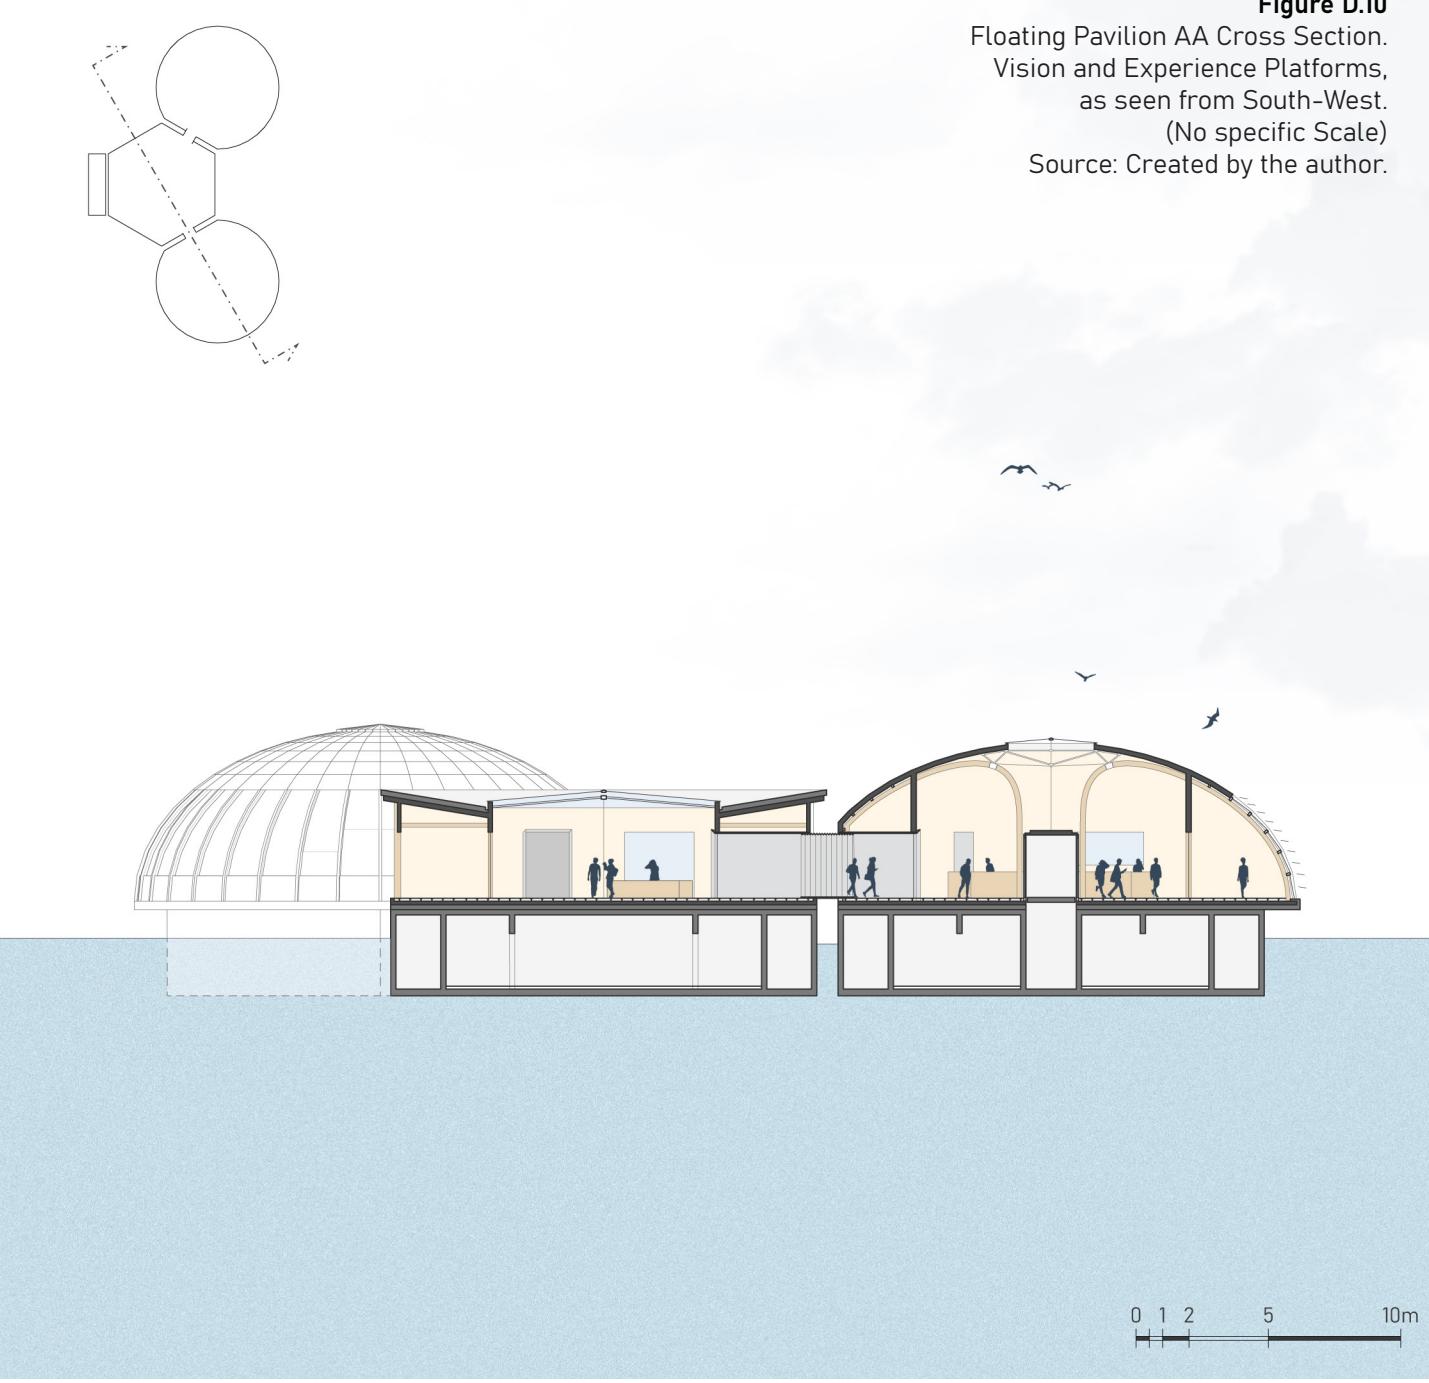 Figure D.10
Floating Pavilion AA Cross Section.
Vision and Experience Platforms,
as seen from South-West.
(No specific Scale)
Source: Created by the author.
0 1 2 5 10m